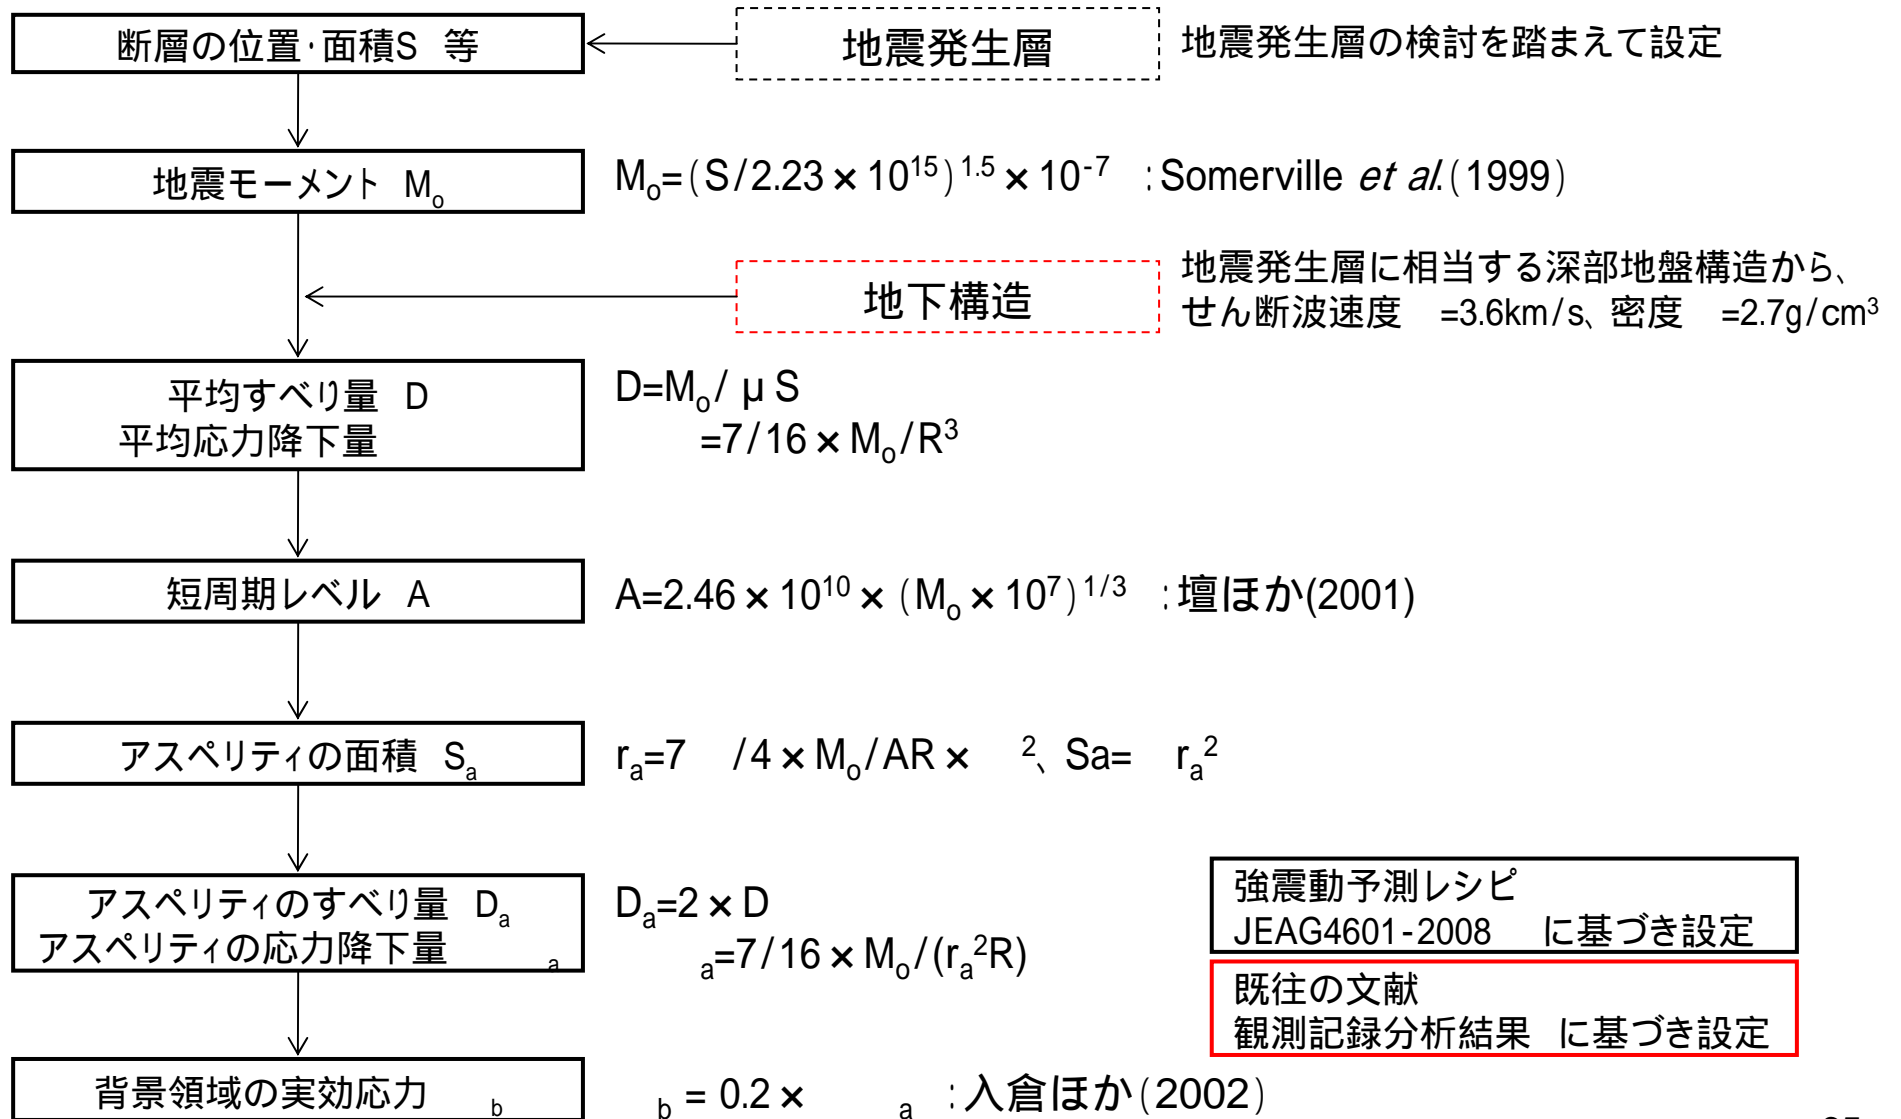 断層の位置・面積S 等
地震発生層
地震発生層の検討を踏まえて設定
地震モーメント Mo
Mo=(S/2.23×10^15)^1.5×10^-7 :Somerville et al.(1999)
地下構造
地震発生層に相当する深部地盤構造から、
せん断波速度 =3.6km/s、密度 =2.7g/cm³
平均すべり量 D
平均応力降下量
D=Mo/μS
=7/16×Mo/R³
短周期レベル A
A=2.46×10^10×(Mo×10^7)^1/3 :壇ほか(2001)
アスペリティの面積 Sa
ra=7 /4×Mo/AR× ²、Sa= ra²
アスペリティのすべり量 Da
アスペリティの応力降下量 a
Da=2×D
a=7/16×Mo/(ra²R)
強震動予測レシピ
JEAG4601-2008 に基づき設定
既往の文献
観測記録分析結果 に基づき設定
背景領域の実効応力 b
b = 0.2× a :入倉ほか(2002)